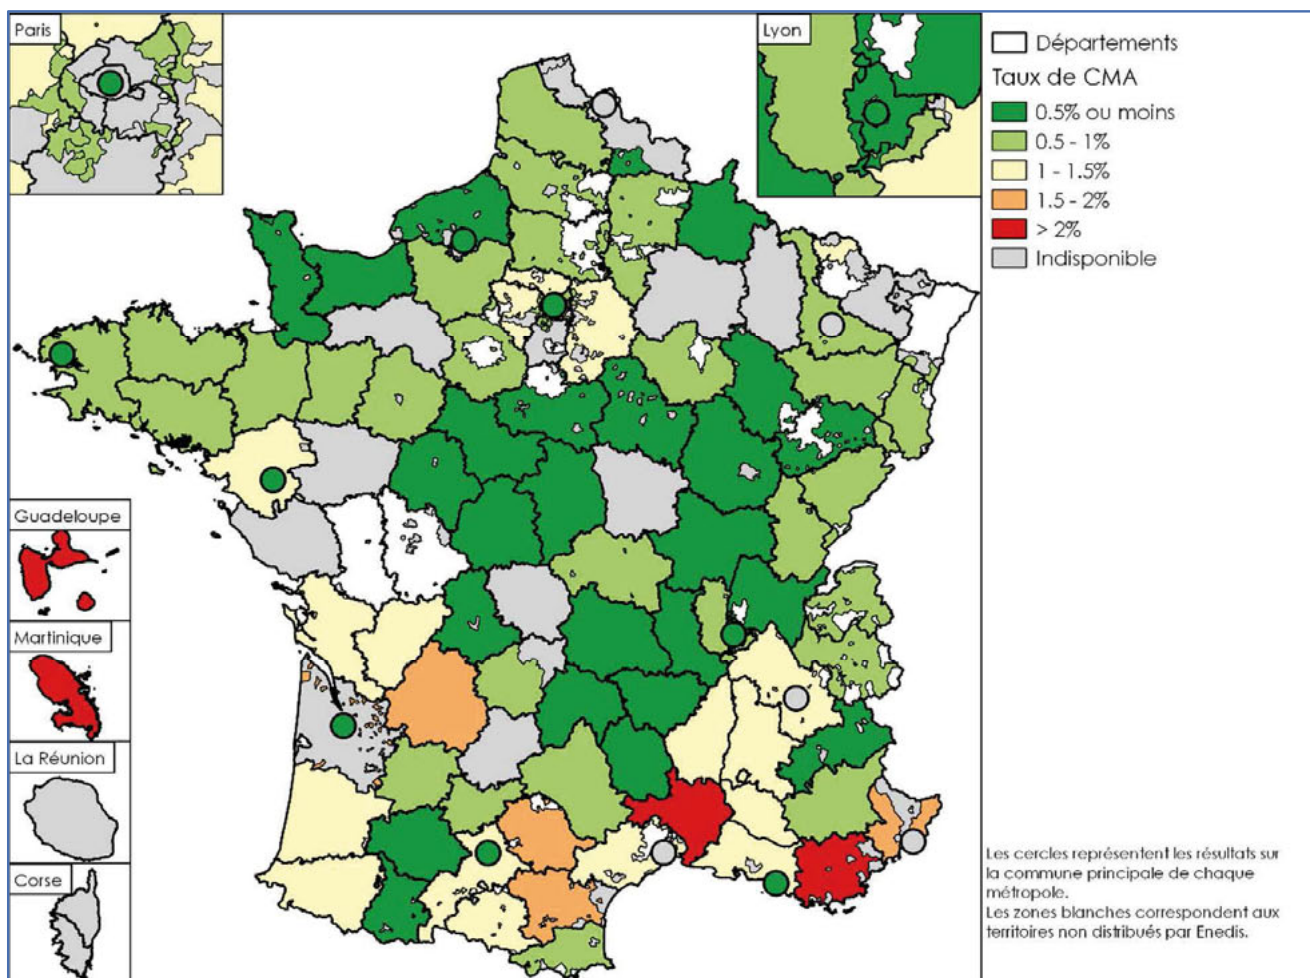 Paris
Lyon
Départements
Taux de CMA
0.5% ou moins
0.5 - 1%
1 - 1.5%
1.5 - 2%
> 2%
Indisponible
Guadeloupe
Martinique
La Réunion
Corse
Les cercles représentent les résultats sur
la commune principale de chaque
métropole.
Les zones blanches correspondent aux
territoires non distribués par Enedis.